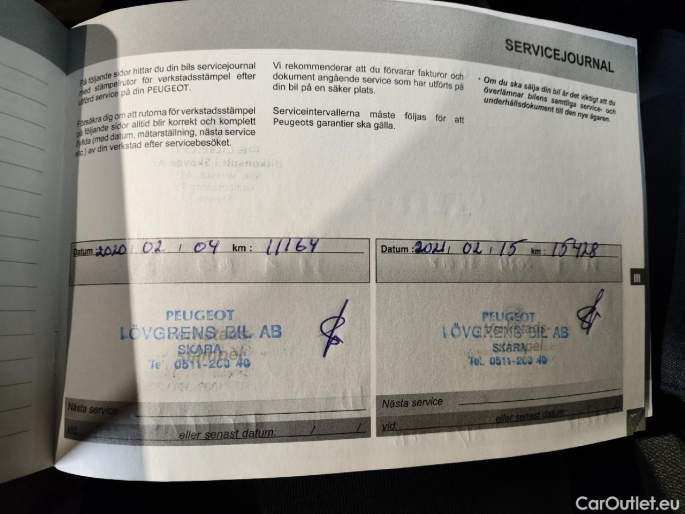 SERVICEJOURNAL
På följande sidor hittar du din bils servicejournal
med stämpelrutor för verkstadsstämpel efter
utförd service på din PEUGEOT.
Försäkra dig om att rutorna för verkstadsstämpel
på följande sidor alltid blir korrekt och komplett
ifyllda (med datum, mätarställning, nästa service
etc.) av din verkstad efter servicebesöket.
Vi rekommenderar att du förvarar fakturor och
dokument angående service som har utförts på
din bil på en säker plats.
Serviceintervallerna måste följas för att
Peugeots garantier ska gälla.
* Om du ska sälja din bil är det viktigt att du
överlämnar bilens samtliga service- och
underhållsdokument till den nye ägaren.
Datum : 2020 / 02 / 04 km : 11164
PEUGEOT
LÖVGRENS BIL AB
SKARA
Tel. 0511-203 40
Nästa service
vid: eller senast datum: / /
Datum : 2021 / 02 / 15 km : 15428
PEUGEOT
LÖVGRENS BIL AB
SKARA
Tel. 0511-203 40
Nästa service
vid: eller senast datum:
III
CarOutlet.eu